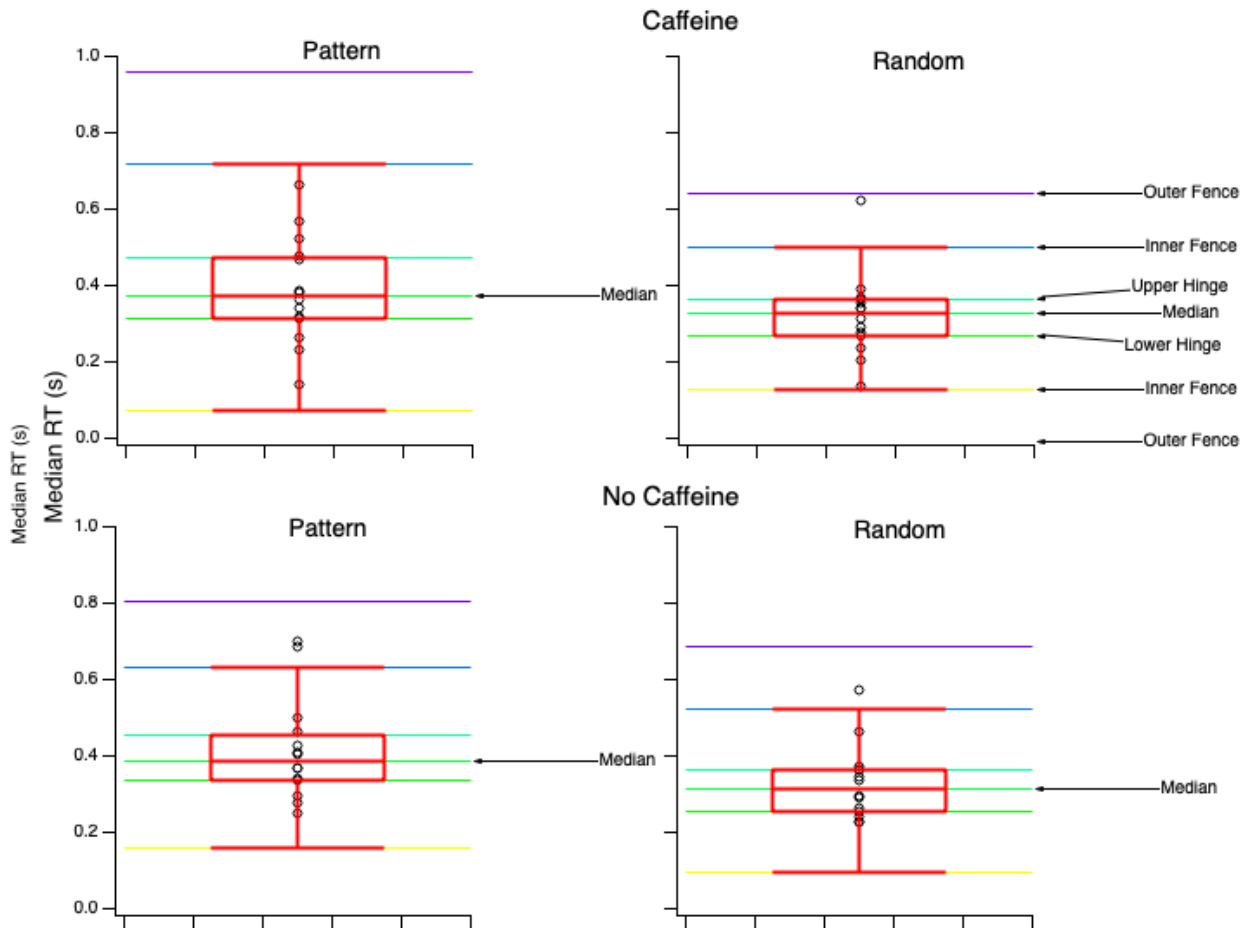 Caffeine
Pattern
Random
1.0
0.8
0.6
0.4
0.2
0.0
Median
Outer Fence
Inner Fence
Upper Hinge
Median
Lower Hinge
Inner Fence
Outer Fence
Median RT (s)
Median RT (s)
No Caffeine
Pattern
Random
1.0
0.8
0.6
0.4
0.2
0.0
Median
Median